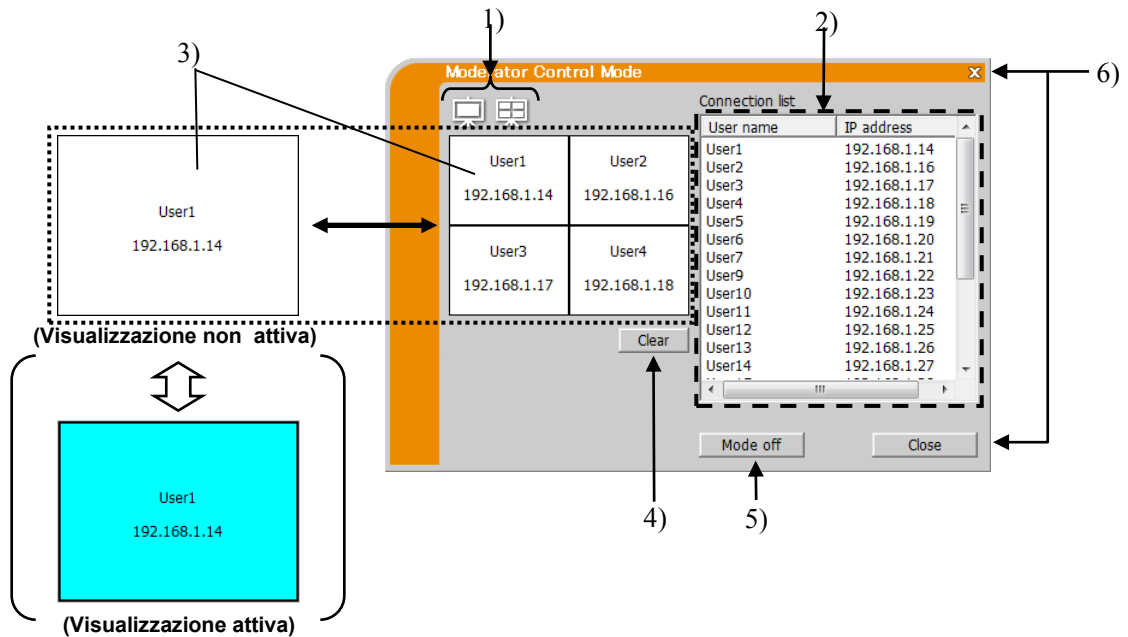 1)
2)
3)
6)
Moderator Control Mode
X
Connection list
User name IP address
User1 192.168.1.14
User2 192.168.1.16
User3 192.168.1.17
User4 192.168.1.18
User5 192.168.1.19
User6 192.168.1.20
User7 192.168.1.21
User9 192.168.1.22
User10 192.168.1.23
User11 192.168.1.24
User12 192.168.1.25
User13 192.168.1.26
User14 192.168.1.27
User1
192.168.1.14
User2
192.168.1.16
User3
192.168.1.17
User4
192.168.1.18
User1
192.168.1.14
(Visualizzazione non attiva)
Clear
Mode off
Close
User1
192.168.1.14
(Visualizzazione attiva)
4)
5)